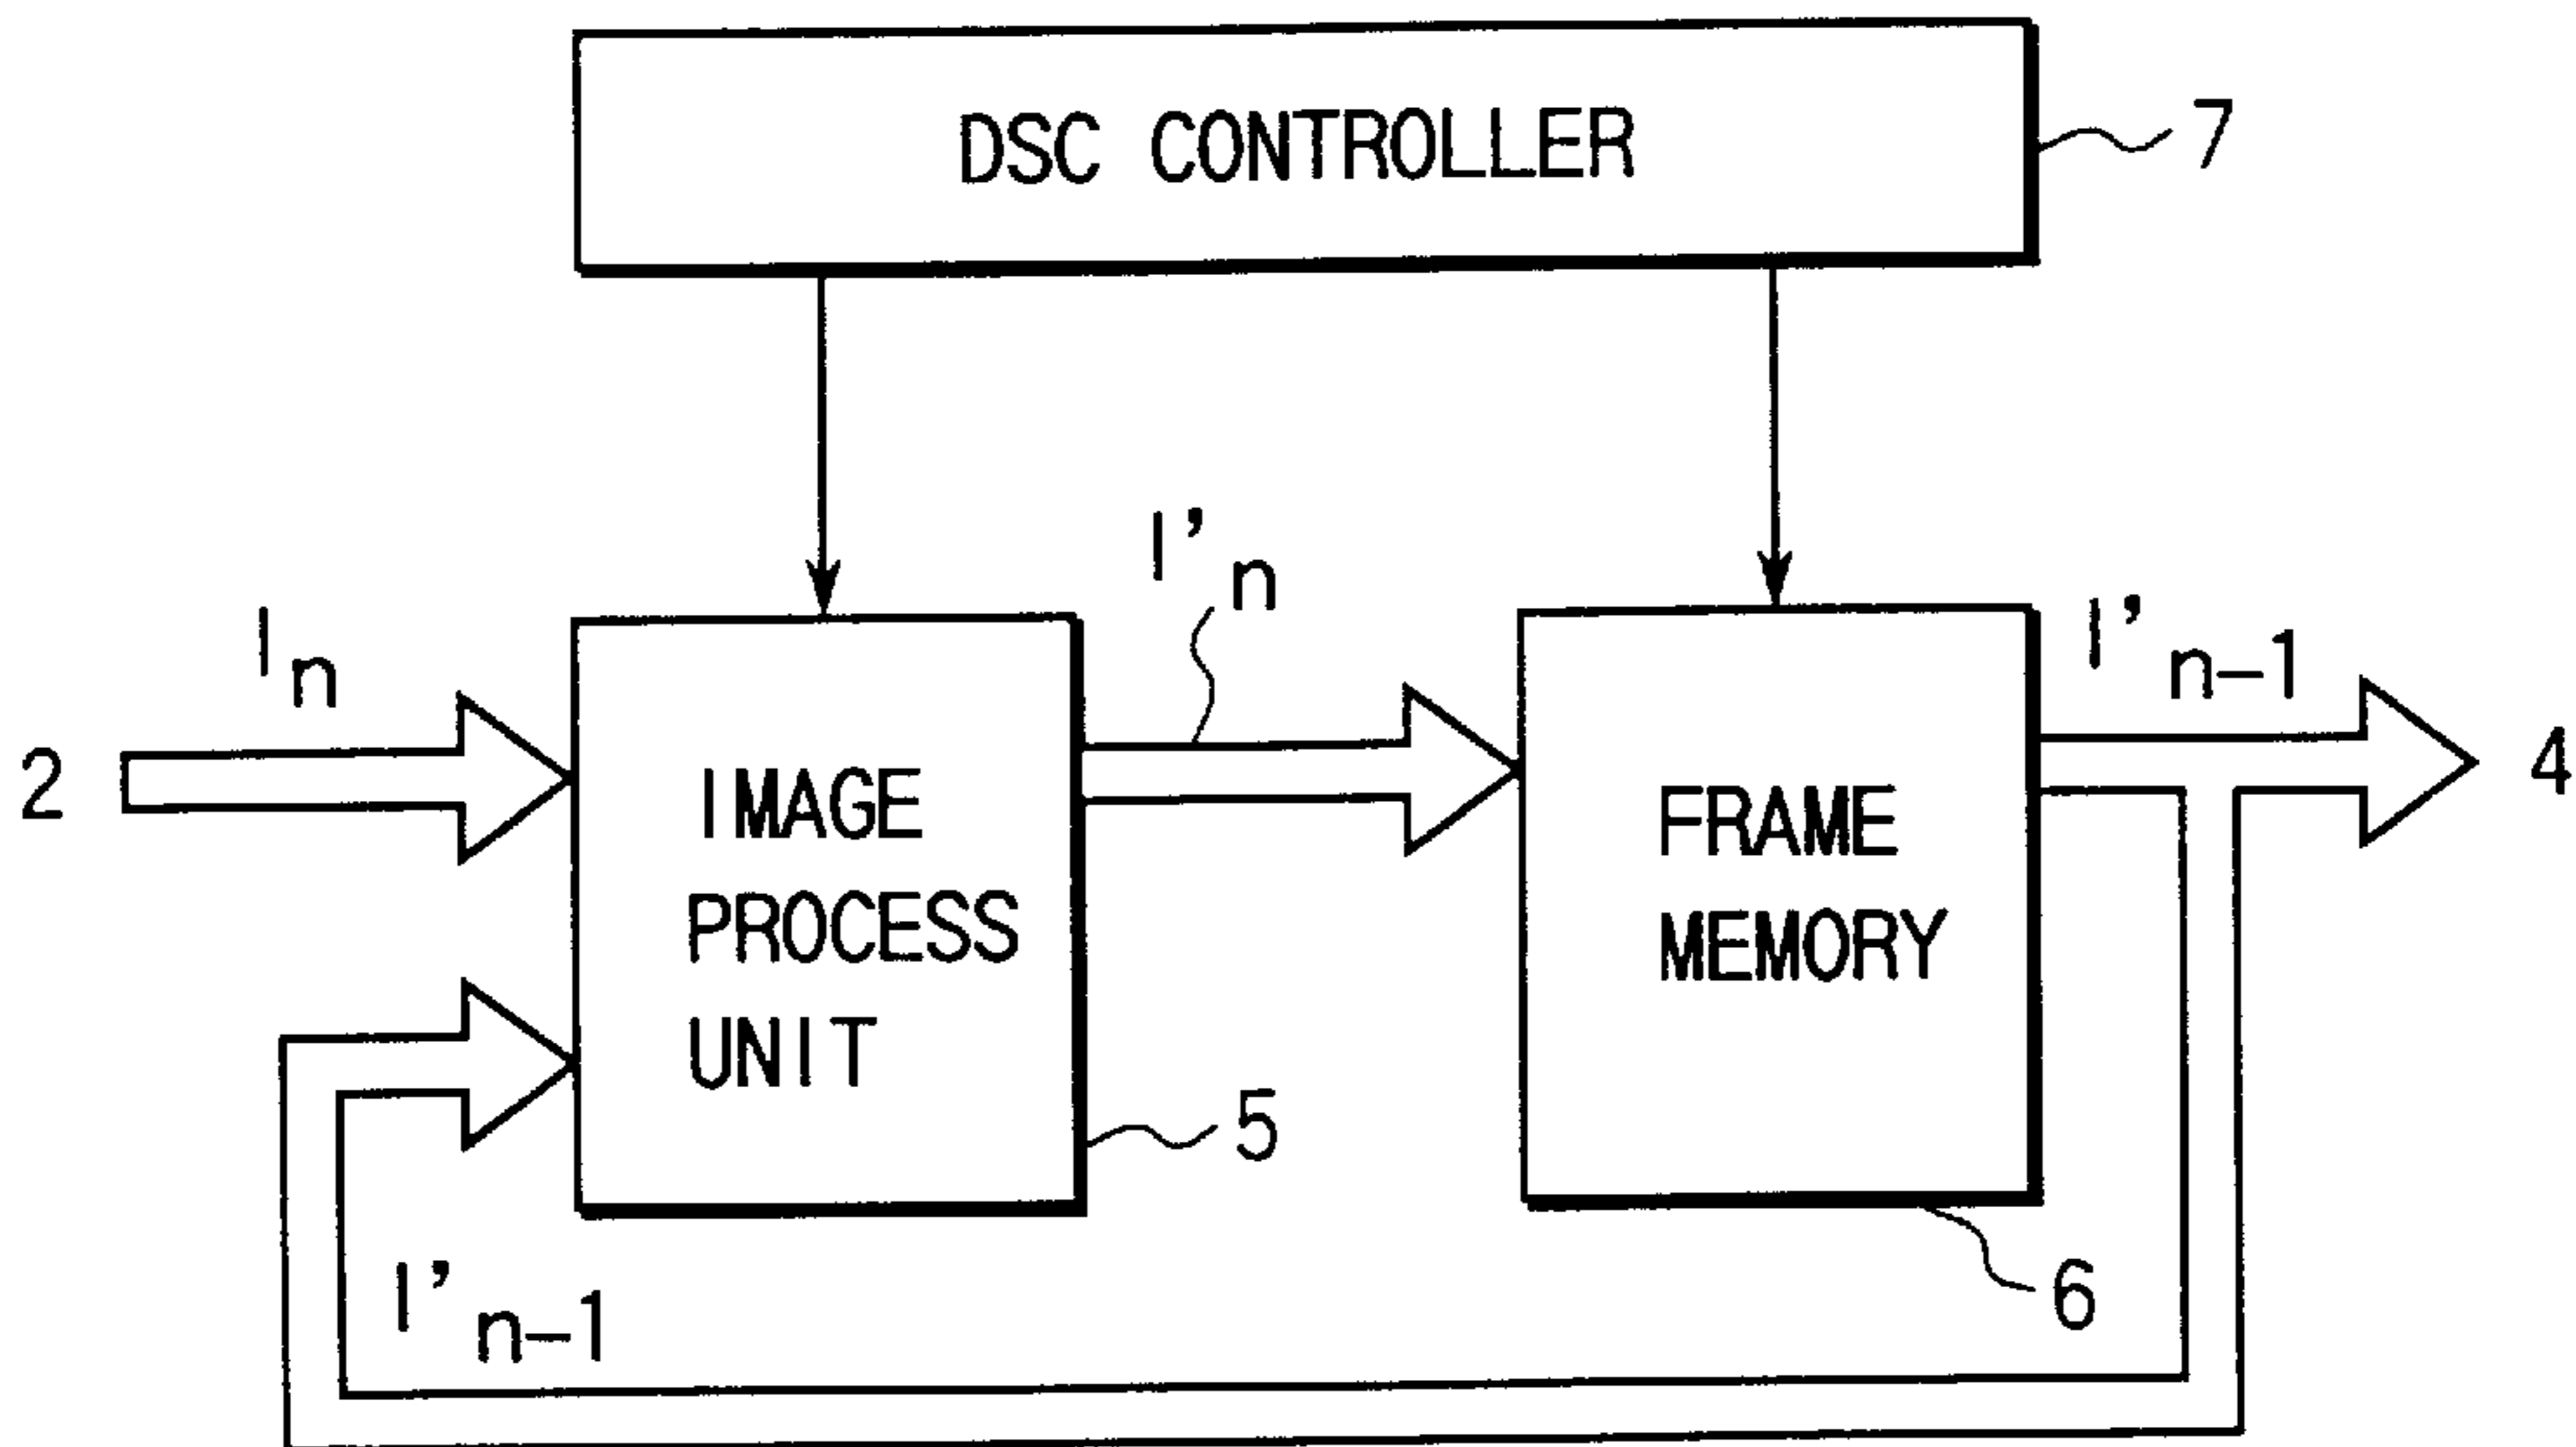 DSC CONTROLLER
7
I'n
In
I'n-1
2
4
IMAGE
PROCESS
UNIT
FRAME
MEMORY
5
6
I'n-1